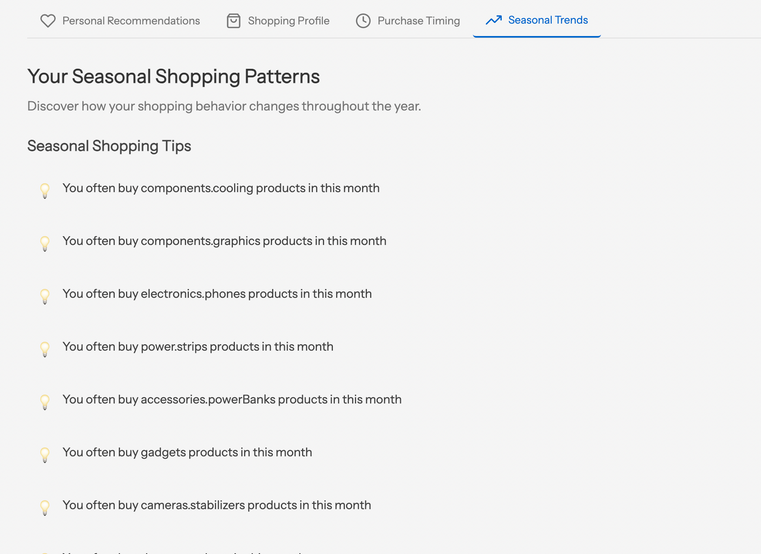 Personal Recommendations
Shopping Profile
Purchase Timing
Seasonal Trends
Your Seasonal Shopping Patterns
Discover how your shopping behavior changes throughout the year.
Seasonal Shopping Tips
You often buy components.cooling products in this month
You often buy components.graphics products in this month
You often buy electronics.phones products in this month
You often buy power.strips products in this month
You often buy accessories.powerBanks products in this month
You often buy gadgets products in this month
You often buy cameras.stabilizers products in this month